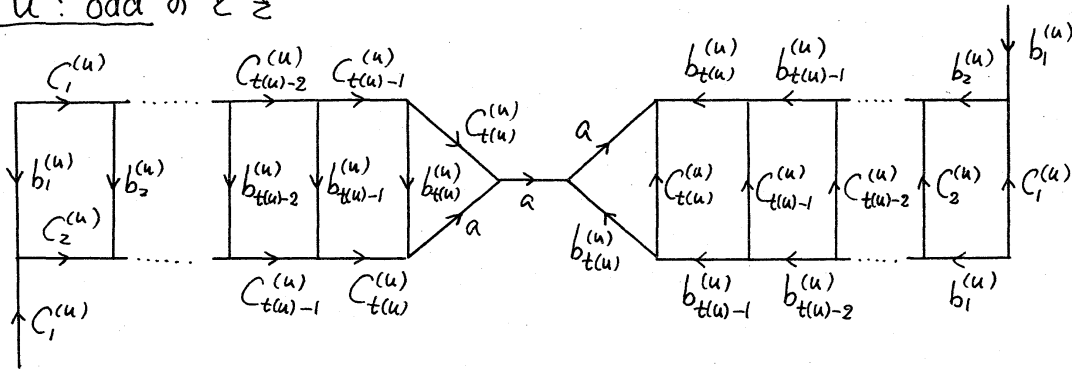 u : odd のとき
C_1^{(u)} C_{t(u)-2}^{(u)} C_{t(u)-1}^{(u)} b_{t(u)}^{(u)} b_{t(u)-1}^{(u)} b_2^{(u)} b_1^{(u)}
C_{t(u)}^{(u)} a
b_1^{(u)} b_2^{(u)} b_{t(u)-2}^{(u)} b_{t(u)-1}^{(u)} b_{t(u)}^{(u)} a C_{t(u)}^{(u)} C_{t(u)-1}^{(u)} C_{t(u)-2}^{(u)} C_2^{(u)} C_1^{(u)}
C_2^{(u)} a b_{t(u)}^{(u)}
C_{t(u)-1}^{(u)} C_{t(u)}^{(u)} b_{t(u)-1}^{(u)} b_{t(u)-2}^{(u)} b_1^{(u)}
C_1^{(u)}